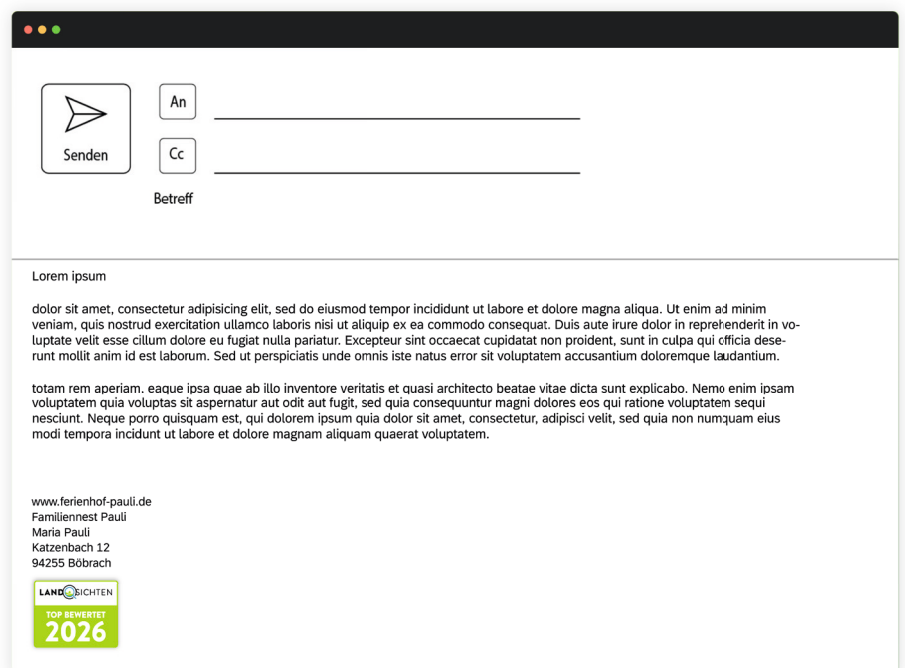 An
Senden
Cc
Betreff
Lorem ipsum
dolor sit amet, consectetur adipisicing elit, sed do eiusmod tempor incididunt ut labore et dolore magna aliqua. Ut enim ad minim
veniam, quis nostrud exercitation ullamco laboris nisi ut aliquip ex ea commodo consequat. Duis aute irure dolor in reprehenderit in vo-
luptate velit esse cillum dolore eu fugiat nulla pariatur. Excepteur sint occaecat cupidatat non proident, sunt in culpa qui officia dese-
runt mollit anim id est laborum. Sed ut perspiciatis unde omnis iste natus error sit voluptatem accusantium doloremque laudantium.
totam rem aperiam. eaque ipsa quae ab illo inventore veritatis et quasi architecto beatae vitae dicta sunt explicabo. Nemo enim ipsam
voluptatem quia voluptas sit aspernatur aut odit aut fugit, sed quia consequuntur magni dolores eos qui ratione voluptatem sequi
nesciunt. Neque porro quisquam est, qui dolorem ipsum quia dolor sit amet, consectetur, adipisci velit, sed quia non numquam eius
modi tempora incidunt ut labore et dolore magnam aliquam quaerat voluptatem.
www.ferienhof-pauli.de
Familiennest Pauli
Maria Pauli
Katzenbach 12
94255 Böbrach
LANDSICHTEN
TOP BEWERTET
2026